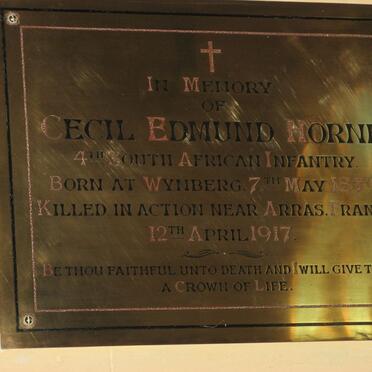 In Memory
of
Cecil Edmund
4th South African Infantry.
Born at Wynberg. 7th May
Killed in action near Arras.
12th April 1917.
Be thou faithful unto death and I will give
a Crown of Life.